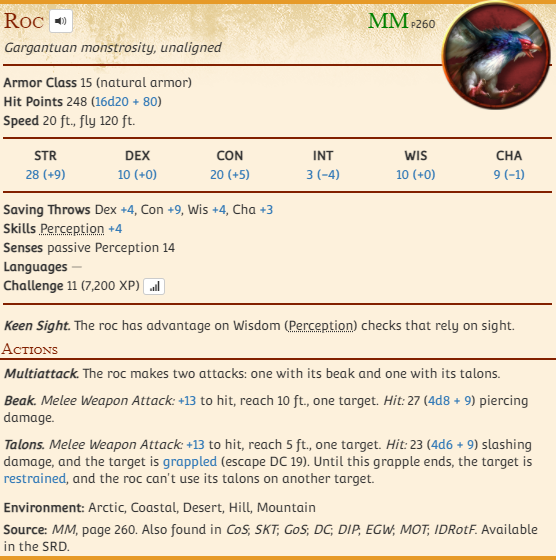 Roc MM p260
Gargantuan monstrosity, unaligned
Armor Class 15 (natural armor)
Hit Points 248 (16d20 + 80)
Speed 20 ft., fly 120 ft.
STR DEX CON INT WIS CHA
28 (+9) 10 (+0) 20 (+5) 3 (−4) 10 (+0) 9 (−1)
Saving Throws Dex +4, Con +9, Wis +4, Cha +3
Skills Perception +4
Senses passive Perception 14
Languages —
Challenge 11 (7,200 XP)
Keen Sight. The roc has advantage on Wisdom (Perception) checks that rely on sight.
Actions
Multiattack. The roc makes two attacks: one with its beak and one with its talons.
Beak. Melee Weapon Attack: +13 to hit, reach 10 ft., one target. Hit: 27 (4d8 + 9) piercing
damage.
Talons. Melee Weapon Attack: +13 to hit, reach 5 ft., one target. Hit: 23 (4d6 + 9) slashing
damage, and the target is grappled (escape DC 19). Until this grapple ends, the target is
restrained, and the roc can't use its talons on another target.
Environment: Arctic, Coastal, Desert, Hill, Mountain
Source: MM, page 260. Also found in CoS; SKT; GoS; DC; DIP; EGW; MOT; IDRotF. Available
in the SRD.